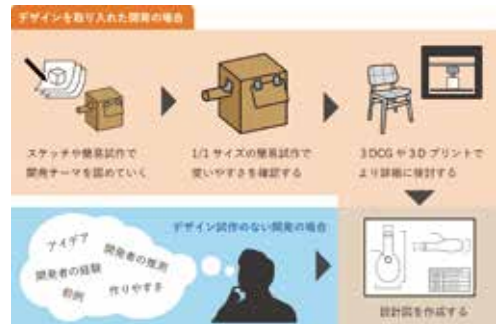 デザインを取り入れた開発の場合
スケッチや簡易試作で
開発テーマを固めていく
1/1 サイズの簡易試作で
使いやすさを確認する
3DCG や 3D プリントで
より詳細に検討する
デザイン試作のない開発の場合
アイデア
開発者の推測
開発者の経験
前例
作りやすさ
設計図を作成する